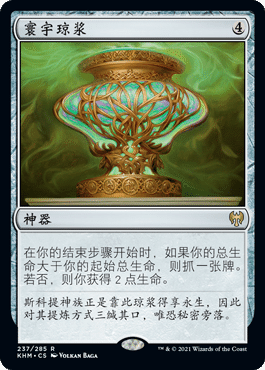 寰宇琼浆 4
神器
在你的结束步骤开始时,如果你的总生
命大于你的起始总生命,则抓一张牌。
若否,则你获得2点生命。
斯科提神族正是靠此琼浆得享永生,因此
对其提炼方式三缄其口,唯恐秘密旁落。
237/285 R
KHM • CS VOLKAN BAGA
™ & © 2021 Wizards of the Coast